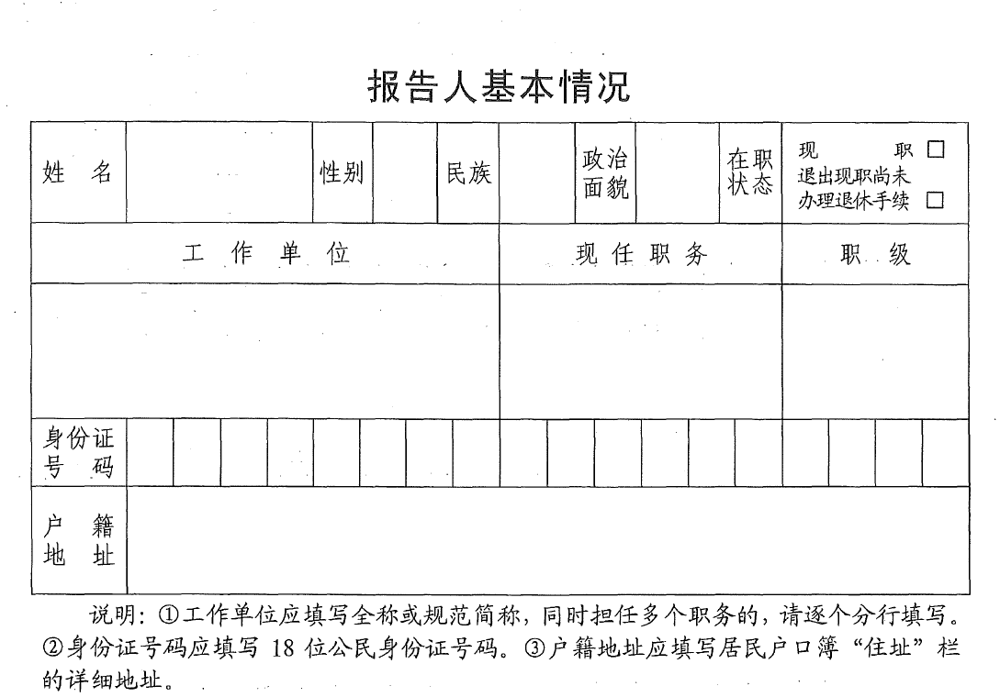 报告人基本情况
姓 名 性别 民族 政治面貌 在职状态 现 职 □
退出现职尚未
办理退休手续 □
工 作 单 位 现 任 职 务 职 级
身份证
号 码
户 籍
地 址
说明：①工作单位应填写全称或规范简称，同时担任多个职务的，请逐个分行填写。
②身份证号码应填写 18 位公民身份证号码。③户籍地址应填写居民户口簿“住址”栏
的详细地址。